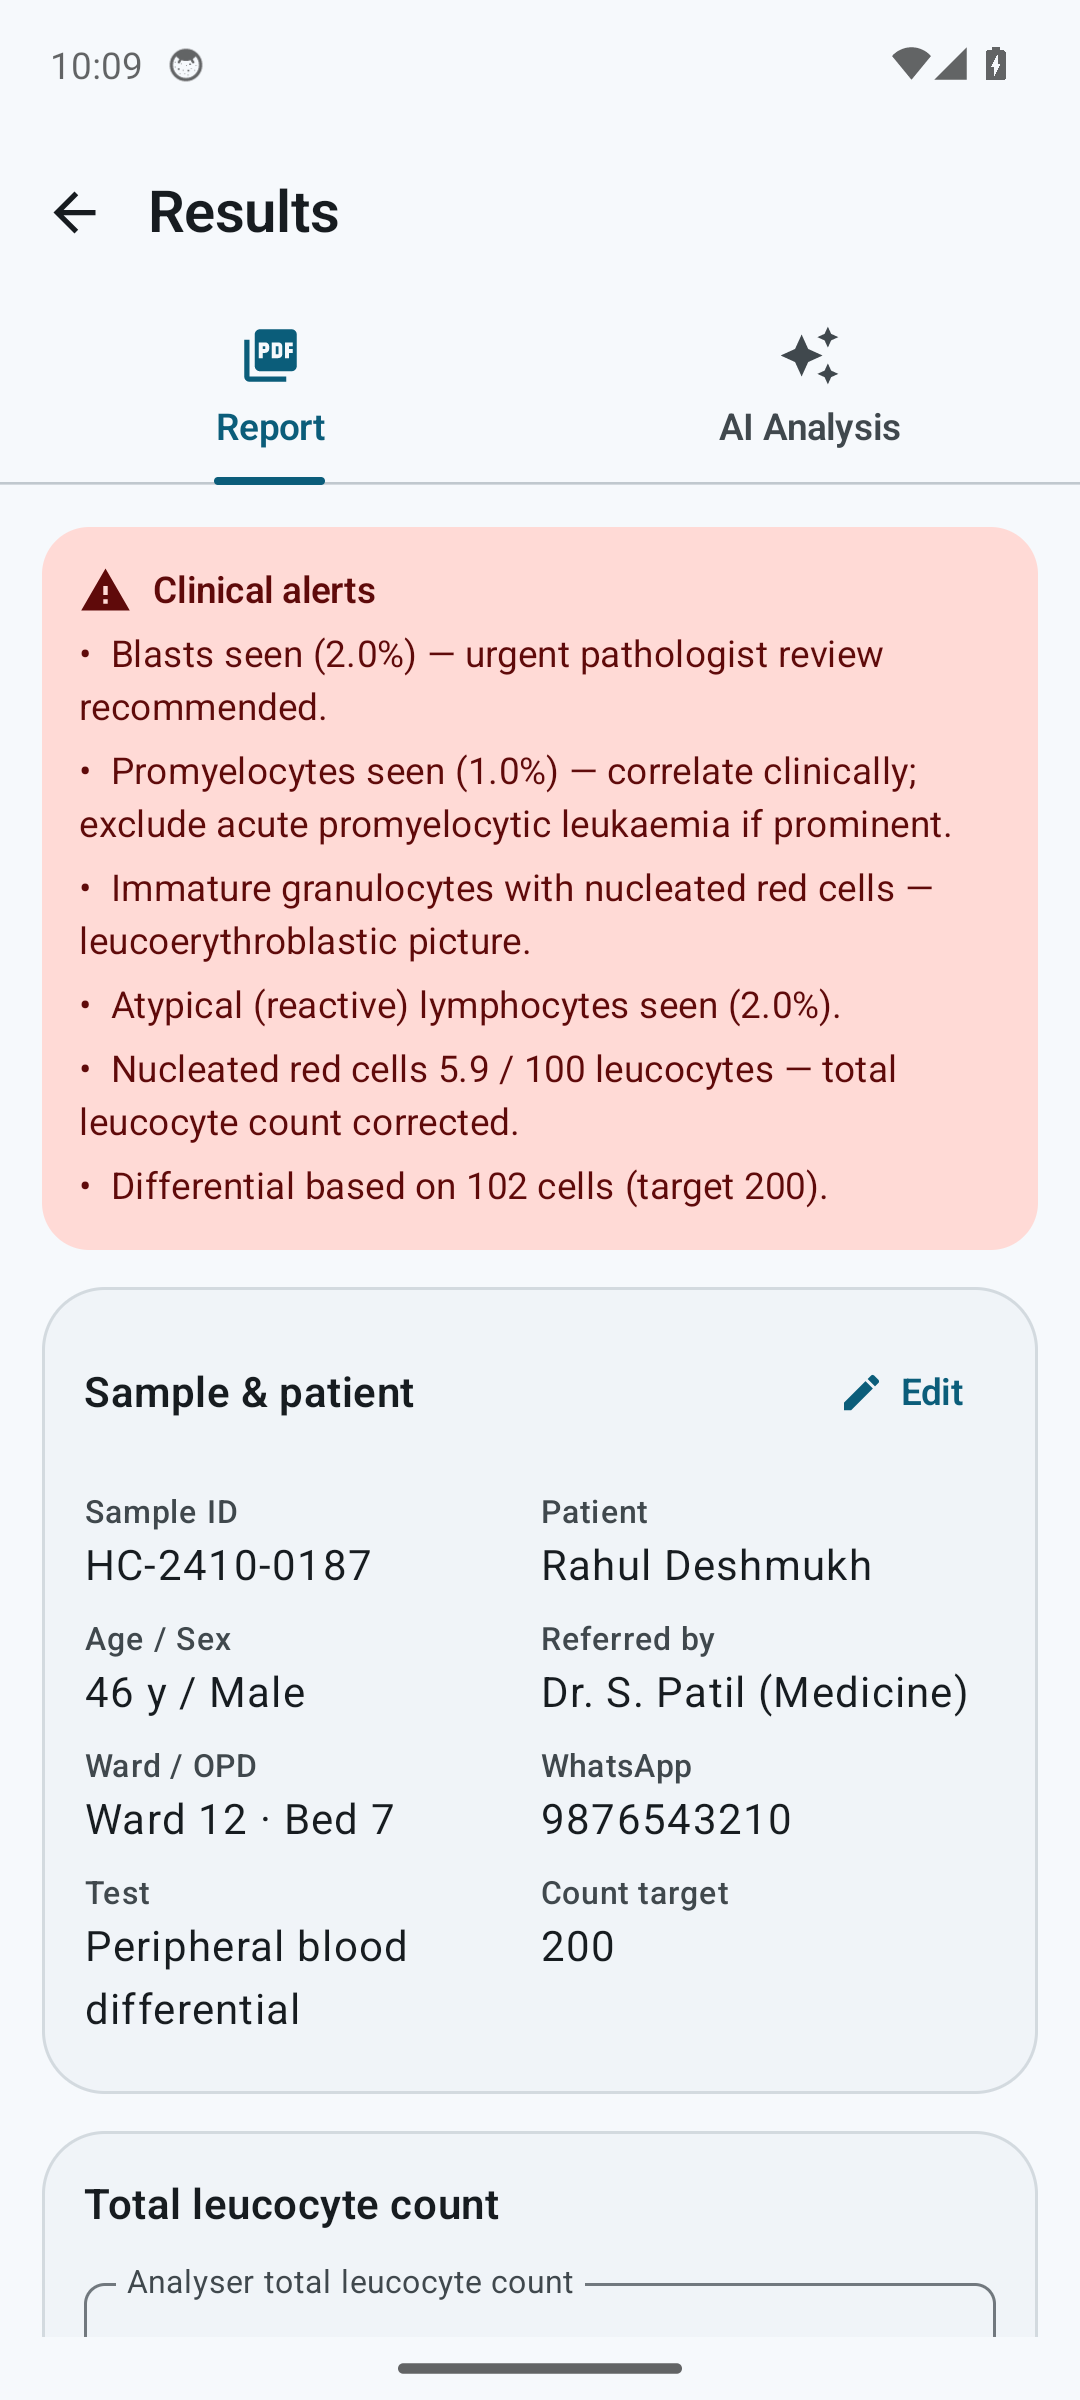 10:09
Results
PDF
Report
AI Analysis
Clinical alerts
• Blasts seen (2.0%) — urgent pathologist review
recommended.
• Promyelocytes seen (1.0%) — correlate clinically;
exclude acute promyelocytic leukaemia if prominent.
• Immature granulocytes with nucleated red cells —
leucoerythroblastic picture.
• Atypical (reactive) lymphocytes seen (2.0%).
• Nucleated red cells 5.9 / 100 leucocytes — total
leucocyte count corrected.
• Differential based on 102 cells (target 200).
Sample & patient
Edit
Sample ID
HC-2410-0187
Patient
Rahul Deshmukh
Age / Sex
46 y / Male
Referred by
Dr. S. Patil (Medicine)
Ward / OPD
Ward 12 · Bed 7
WhatsApp
9876543210
Test
Peripheral blood
differential
Count target
200
Total leucocyte count
Analyser total leucocyte count